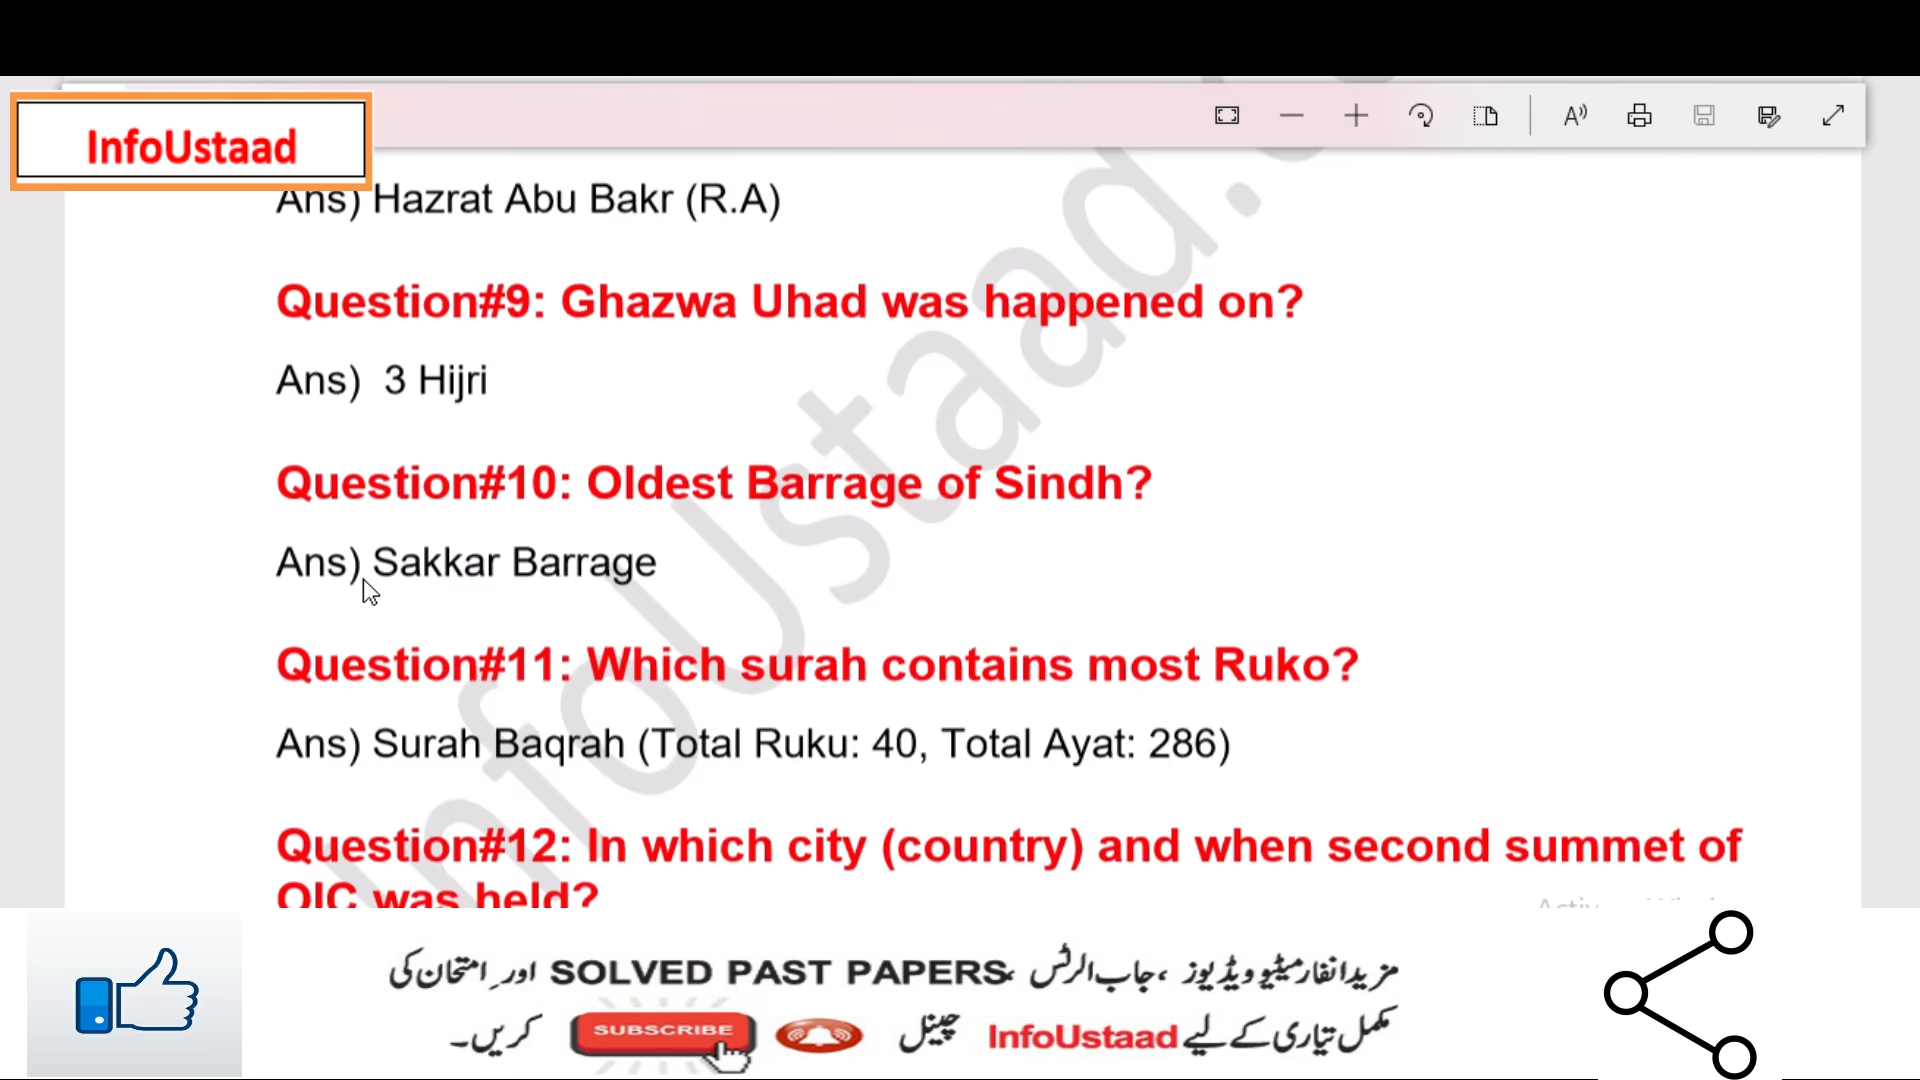 InfoUstaad
Ans) Hazrat Abu Bakr (R.A)
Question#9: Ghazwa Uhad was happened on?
Ans) 3 Hijri
Question#10: Oldest Barrage of Sindh?
Ans) Sakkar Barrage
Question#11: Which surah contains most Ruko?
Ans) Surah Baqrah (Total Ruku: 40, Total Ayat: 286)
Question#12: In which city (country) and when second summet of
OIC was held?
InfoUstaad.
مزید انفارمیٹیو ویڈیوز ،جاب الرٹس، SOLVED PAST PAPERS اور امتحان کی
مکمل تیاری کے لیے InfoUstaad چینل SUBSCRIBE کریں۔